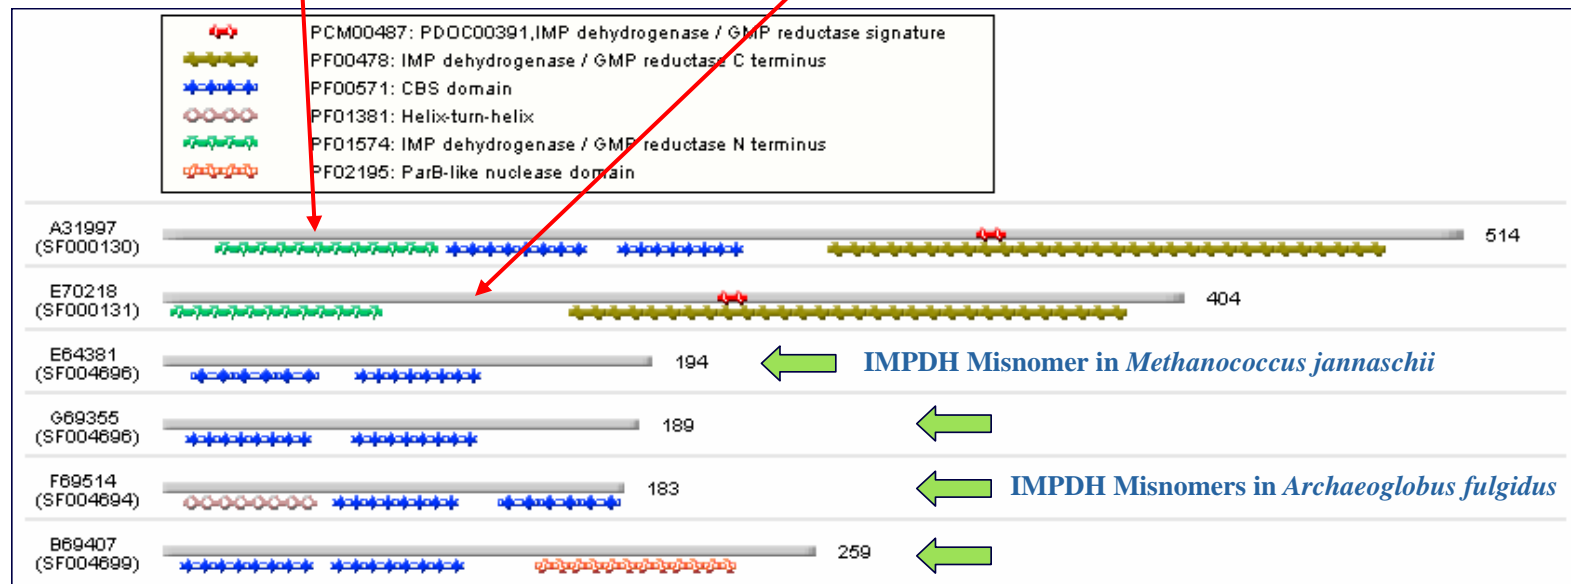 PCM00487: PDOC00391,IMP dehydrogenase / GMP reductase signature
PF00478: IMP dehydrogenase / GMP reductase C terminus
PF00571: CBS domain
PF01381: Helix-turn-helix
PF01574: IMP dehydrogenase / GMP reductase N terminus
PF02195: ParB-like nuclease domain
A31997
(SF000130)
514
E70218
(SF000131)
404
E64381
(SF004696)
194
IMPDH Misnomer in Methanococcus jannaschii
G69355
(SF004696)
189
F69514
(SF004694)
183
IMPDH Misnomers in Archaeoglobus fulgidus
B69407
(SF004699)
259